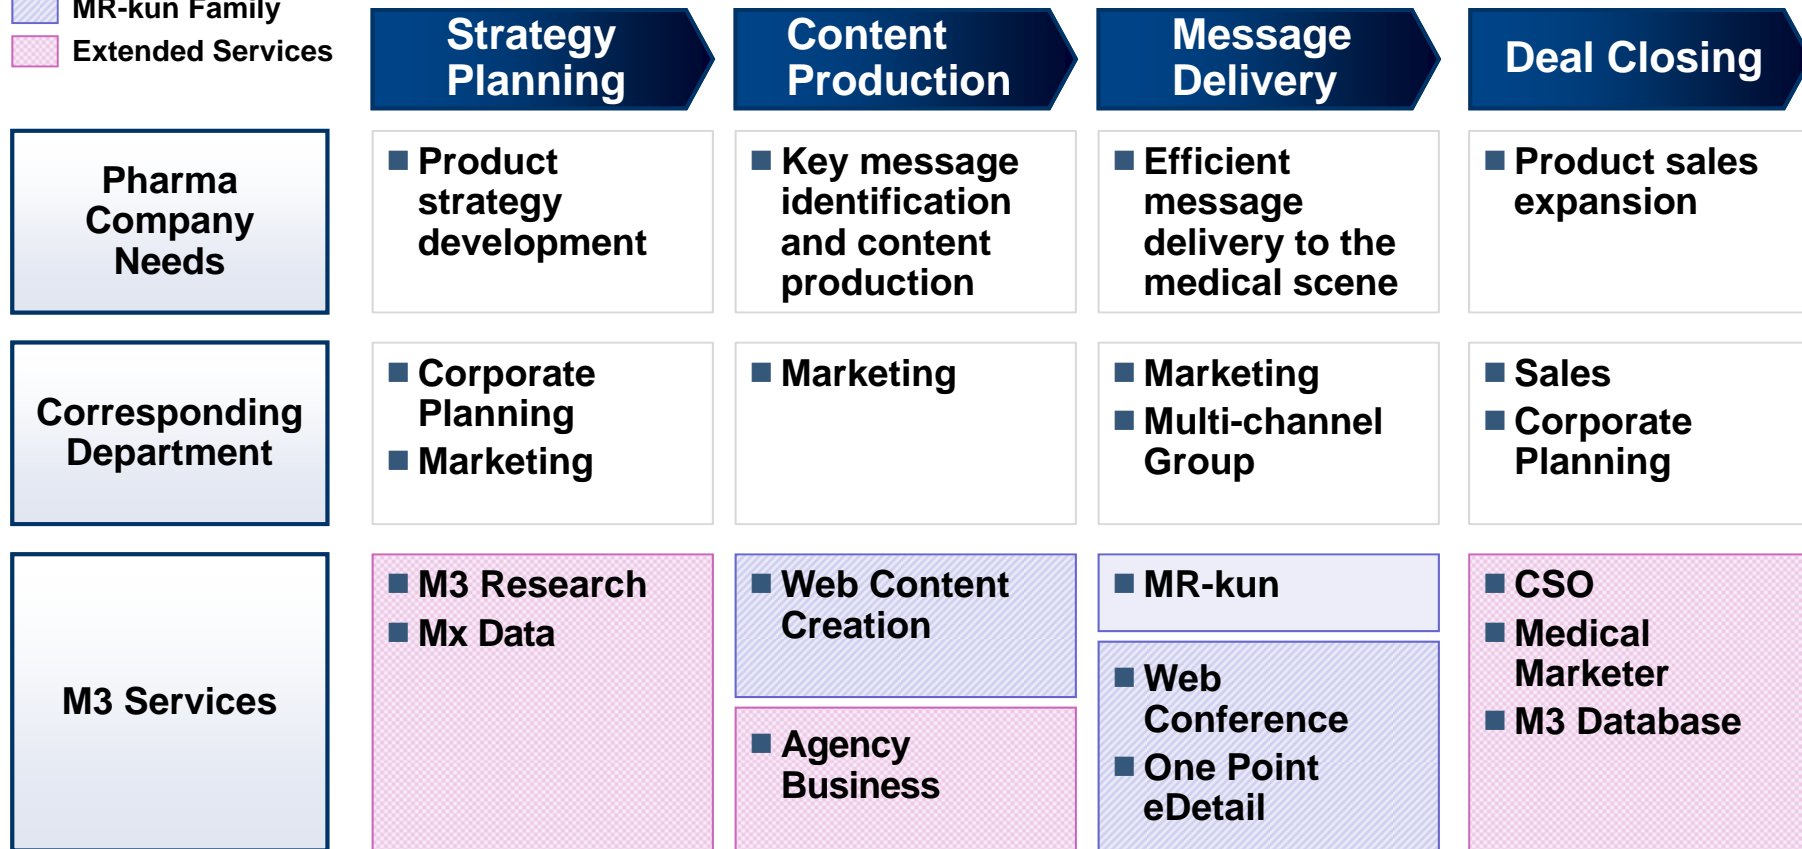 MR-kun Family
Extended Services
Strategy
Planning
Content
Production
Message
Delivery
Deal Closing
Pharma
Company
Needs
Product
strategy
development
Key message
identification
and content
production
Efficient
message
delivery to the
medical scene
Product sales
expansion
Corresponding
Department
Corporate
Planning
Marketing
Marketing
Marketing
Multi-channel
Group
Sales
Corporate
Planning
M3 Services
M3 Research
Mx Data
Web Content
Creation
Agency
Business
MR-kun
Web
Conference
One Point
eDetail
CSO
Medical
Marketer
M3 Database